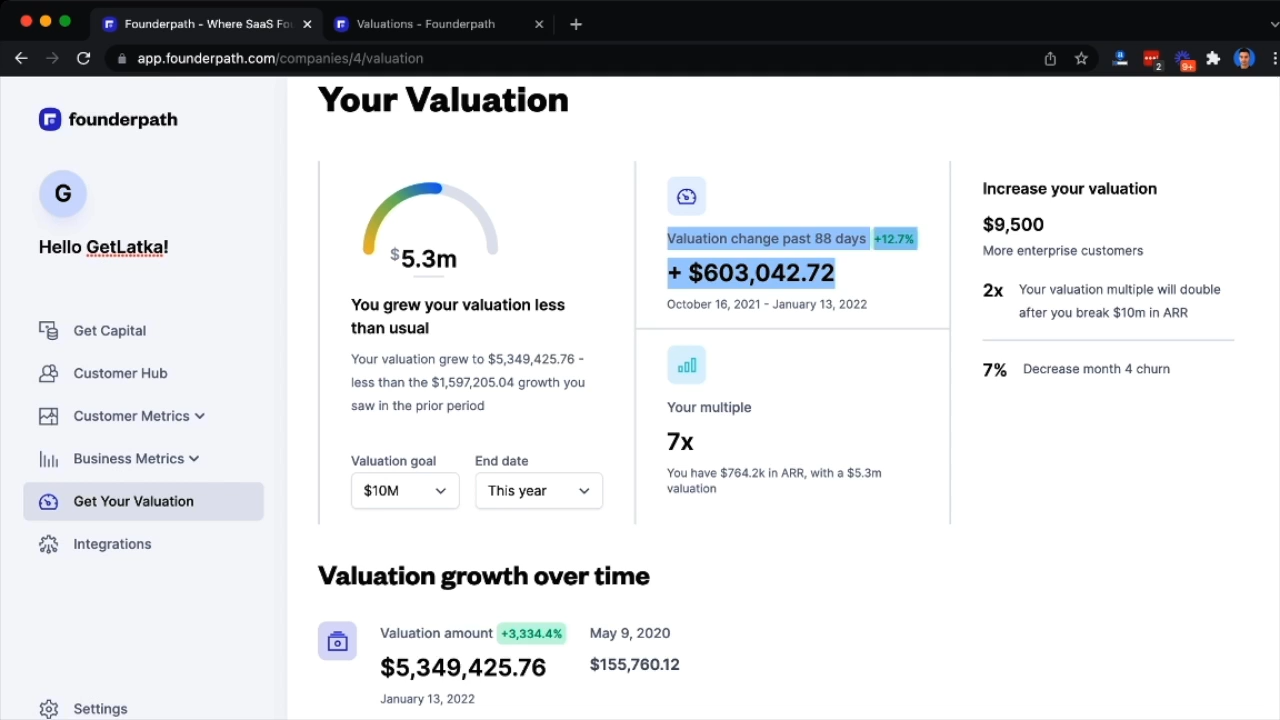 Founderpath - Where SaaS Fou
Valuations - Founderpath
app.founderpath.com/companies/4/valuation
2
9+
founderpath
G
Hello GetLatka!
Get Capital
Customer Hub
Customer Metrics
Business Metrics
Get Your Valuation
Integrations
Settings
Your Valuation
$5.3m
You grew your valuation less
than usual
Your valuation grew to $5,349,425.76 -
less than the $1,597,205.04 growth you
saw in the prior period
Valuation goal
$10M
End date
This year
Valuation change past 88 days +12.7%
+ $603,042.72
October 16, 2021 - January 13, 2022
Your multiple
7x
You have $764.2k in ARR, with a $5.3m
valuation
Increase your valuation
$9,500
More enterprise customers
2x Your valuation multiple will double
after you break $10m in ARR
7% Decrease month 4 churn
Valuation growth over time
Valuation amount +3,334.4%
$5,349,425.76
January 13, 2022
May 9, 2020
$155,760.12